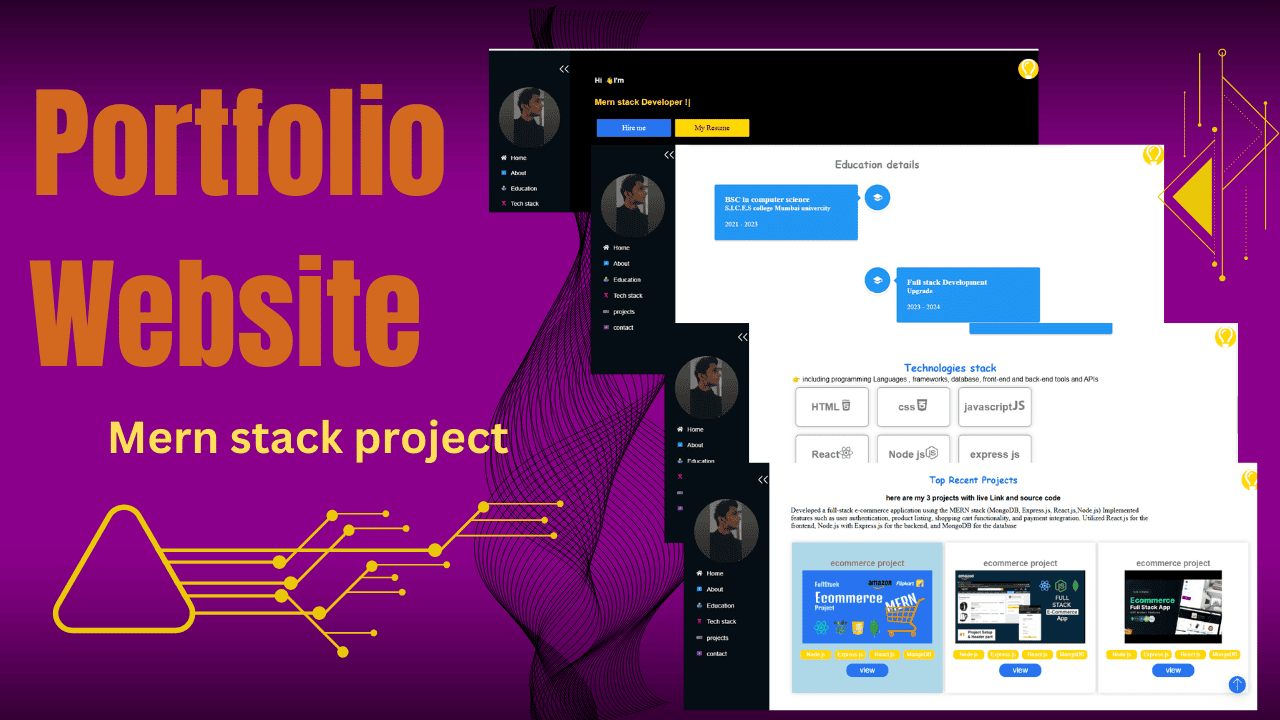 Portfolio
Website
Mern stack project
Hi 👋I'm
Mern stack Developer !|
Hire me
My Resume
Home
About
Education
Tech stack
Education details
BSC in computer science
S.I.C.E.S college Mumbai univercity
2021 - 2023
Full stack Development
Upgrade
2023 - 2024
Home
About
Education
Tech stack
projects
contact
Technologies stack
👉 including programming Languages , frameworks, database, front-end and back-end tools and APIs
HTML
css
javascript JS
React
Node js
express js
Home
About
Education
Top Recent Projects
here are my 3 projects with live Link and source code
Developed a full-stack e-commerce application using the MERN stack (MongoDB, Express.js, React.js,Node.js) Implemented
features such as user authentication, product listing, shopping cart functionality, and payment integration. Utilized React.js for the
frontend, Node.js with Express.js for the backend, and MongoDB for the database
Home
About
Education
Tech stack
projects
contact
ecommerce project
FullStack
amazon
Flipkart
Ecommerce
MERN
Project
Node js
Express js
React js
MongoDB
view
ecommerce project
amazon
FULL
STACK
E-Commerce
App
#1
Project Setup
& Header part
Node js
Express js
React js
MongoDB
view
ecommerce project
Ecommerce
Full Stack App
Node js
Express js
React js
MongoDB
view